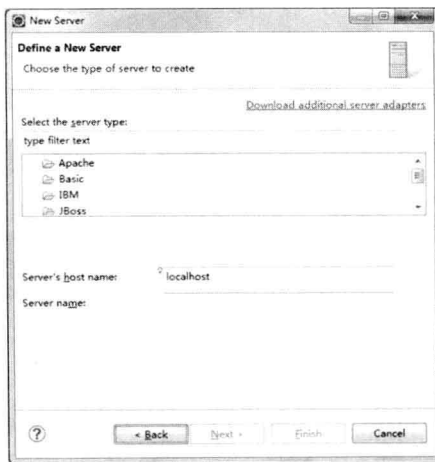 New Server
Define a New Server
Choose the type of server to create
Download additional server adapters
Select the server type:
type filter text
Apache
Basic
IBM
JBoss
Server's host name:
localhost
Server name:
?
< Back
Next >
Finish
Cancel